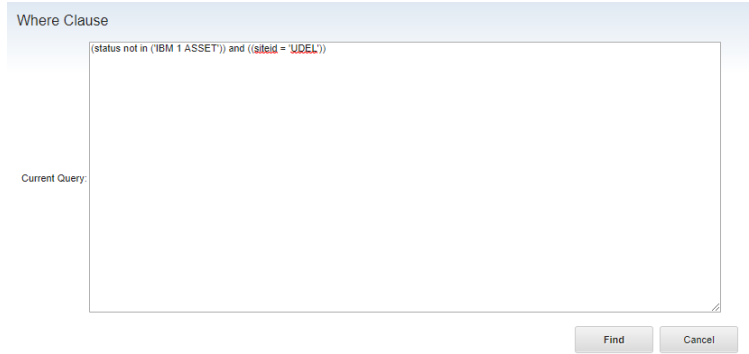 Where Clause
(status not in ('IBM 1 ASSET')) and ((siteid = 'UDEL'))
Current Query:
Find Cancel